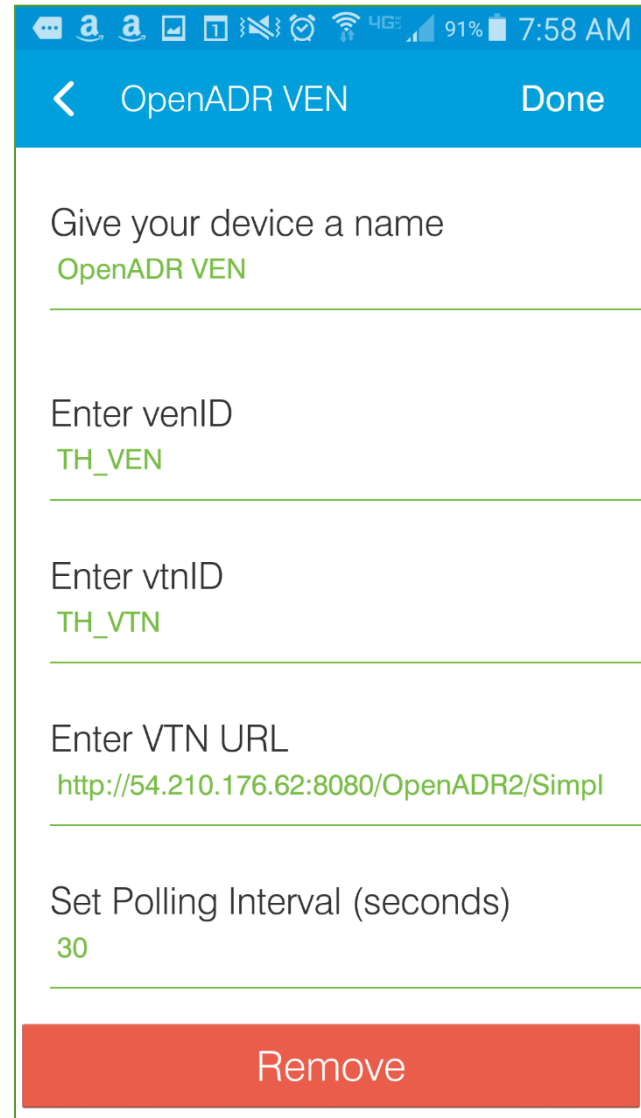 4G 91% 7:58 AM
OpenADR VEN Done
Give your device a name
OpenADR VEN
Enter venID
TH_VEN
Enter vtnID
TH_VTN
Enter VTN URL
http://54.210.176.62:8080/OpenADR2/Simpl
Set Polling Interval (seconds)
30
Remove